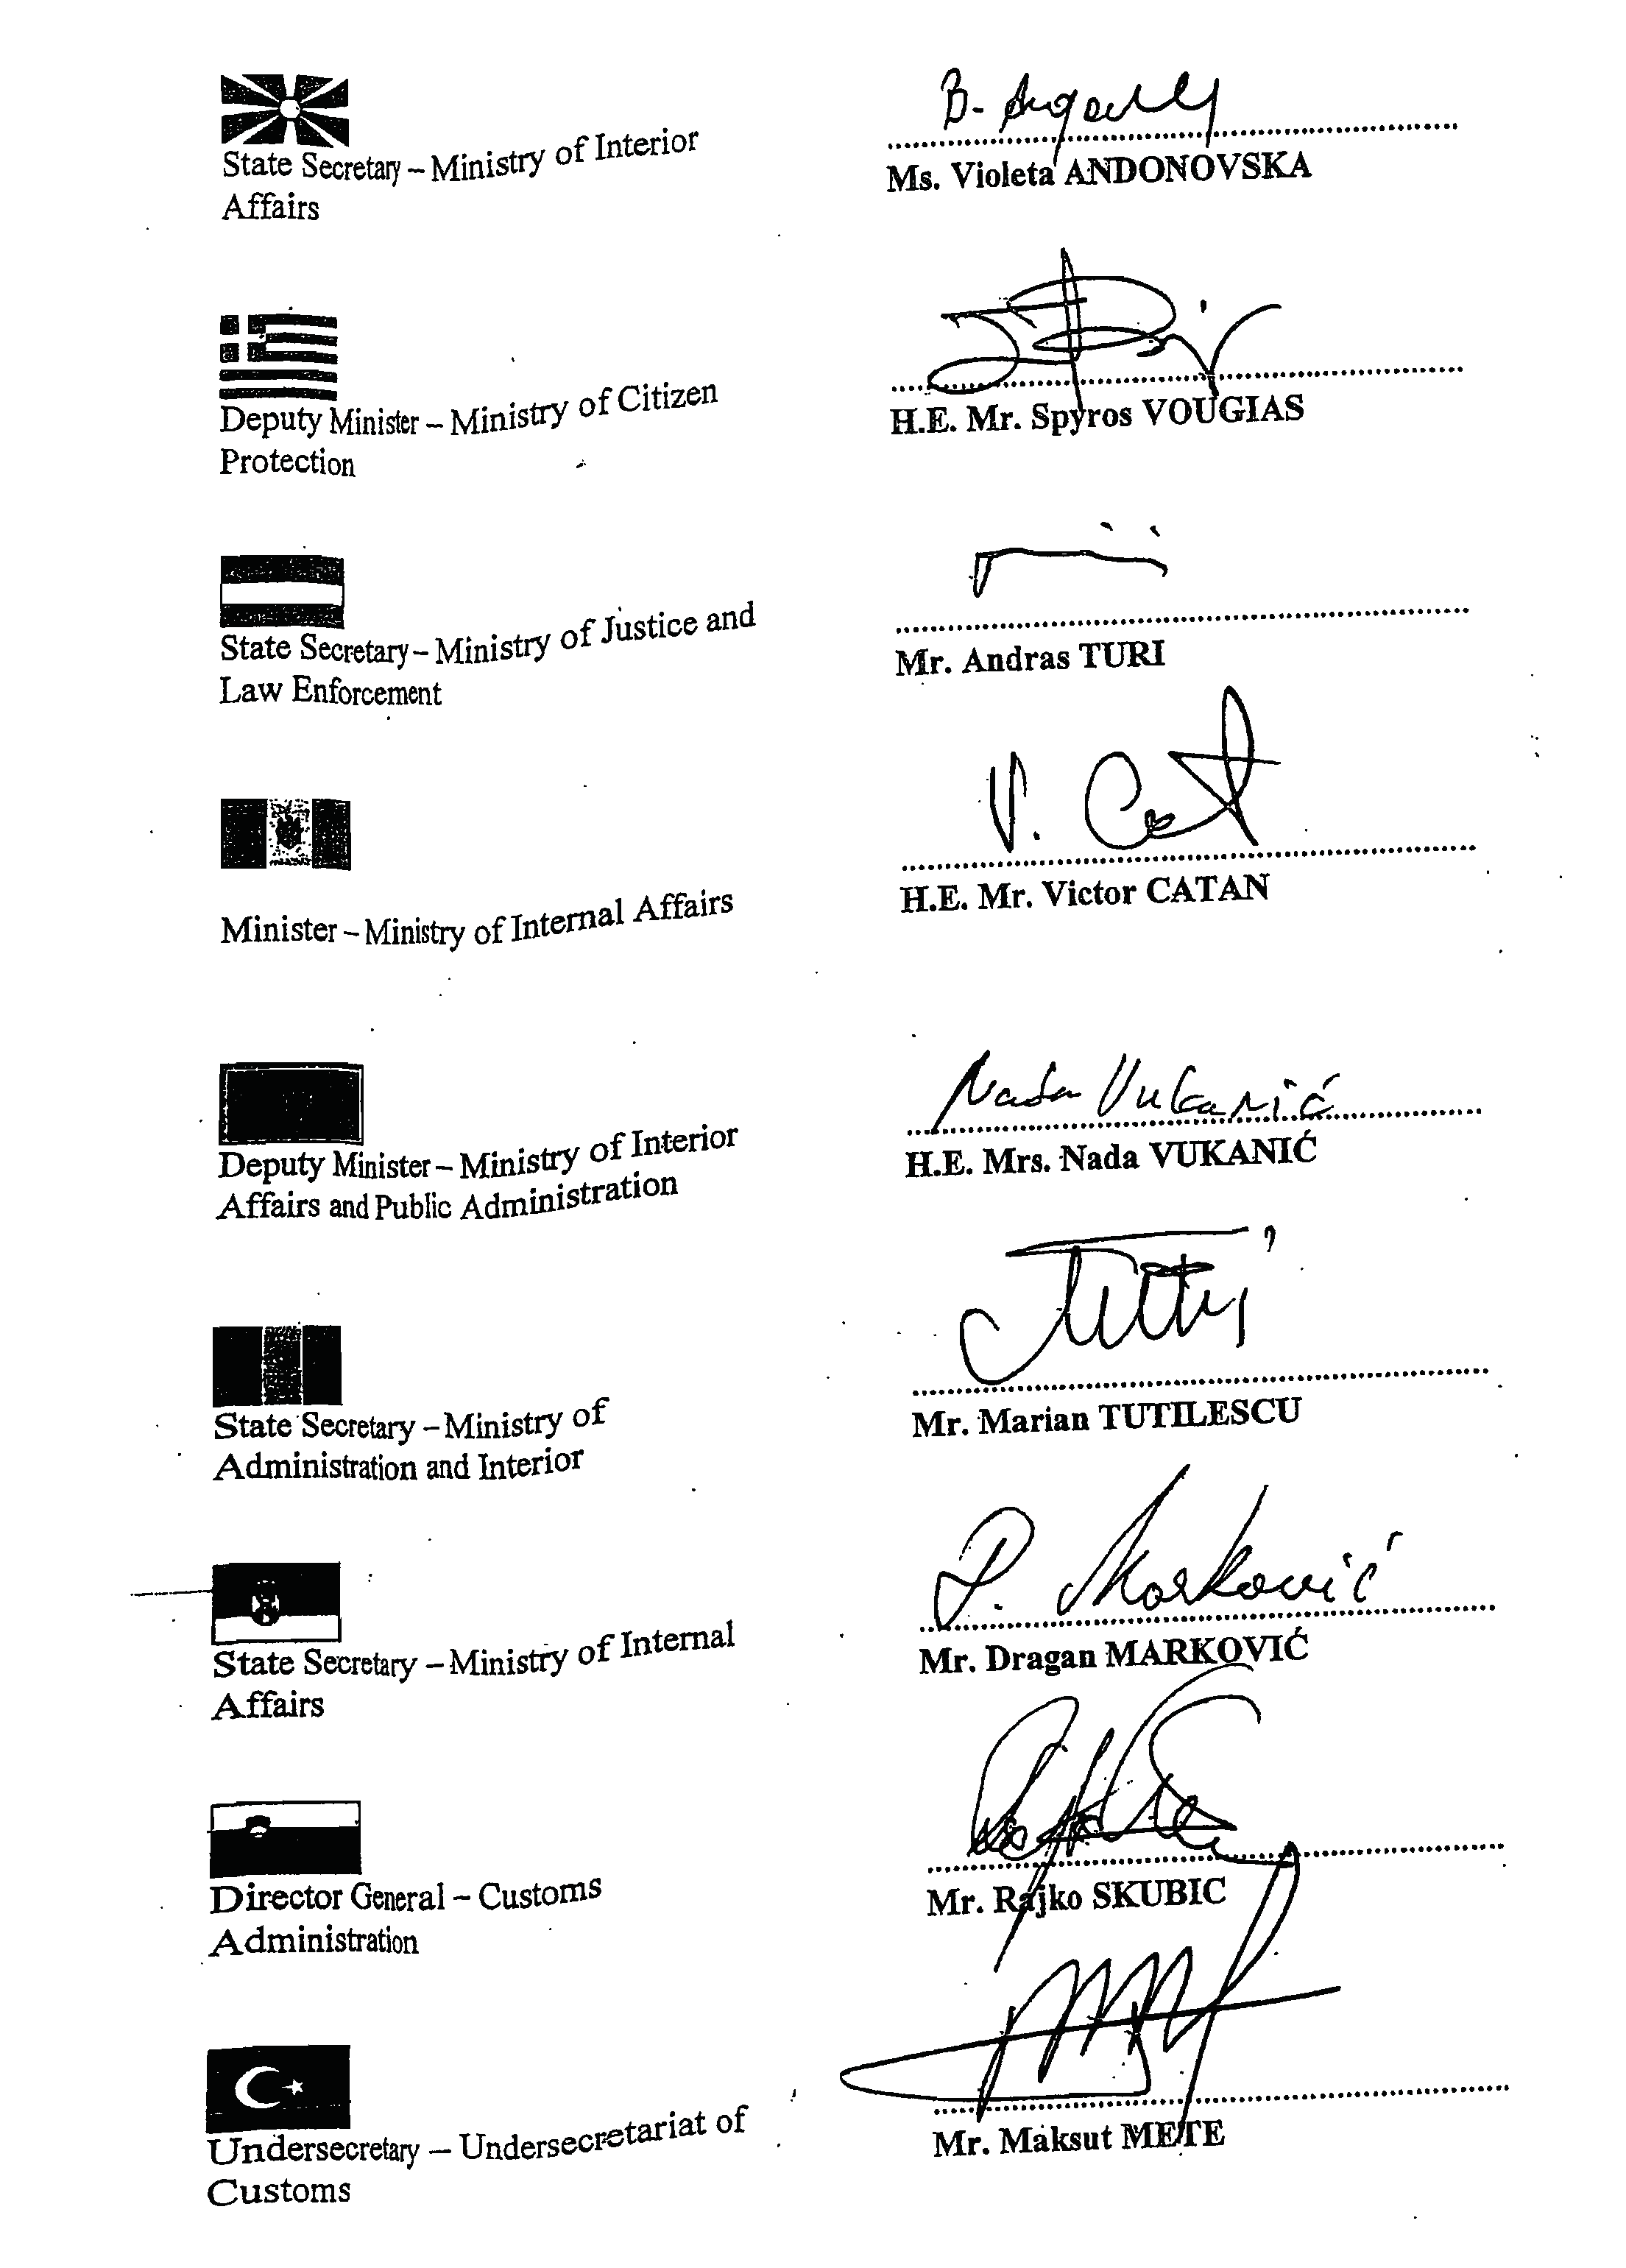 State Secretary – Ministry of Interior
Affairs
Ms. Violeta ANDONOVSKA
Deputy Minister – Ministry of Citizen
Protection
H.E. Mr. Spyros VOUGIAS
State Secretary – Ministry of Justice and
Law Enforcement
Mr. Andras TURI
V.
Minister – Ministry of Internal Affairs
H.E. Mr. Victor CATAN
Nada Vukanić
Deputy Minister – Ministry of Interior
Affairs and Public Administration
H.E. Mrs. Nada VUKANIĆ
State Secretary – Ministry of
Administration and Interior
Mr. Marian TUTILESCU
D. Marković
State Secretary – Ministry of Internal
Affairs
Mr. Dragan MARKOVIĆ
Director General – Customs
Administration
Mr. Rajko SKUBIC
Undersecretary – Undersecretariat of
Customs
Mr. Maksut METE